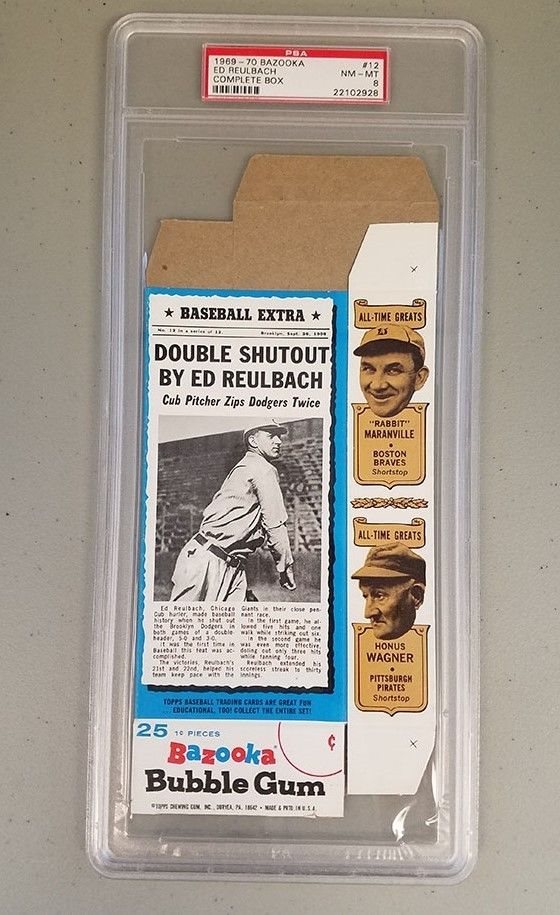 PSA
1969-70 BAZOOKA #12
ED REULBACH NM-MT
COMPLETE BOX 8
22102928
★ BASEBALL EXTRA ★
No. 12 in a series of 12. Brooklyn, Sept. 26, 1908
DOUBLE SHUTOUT
BY ED REULBACH
Cub Pitcher Zips Dodgers Twice
Ed Reulbach, Chicago
Cub hurler, made baseball
history when he shut out
the Brooklyn Dodgers in
both games of a double-
header, 5-0 and 3-0.
It was the first time in
Baseball this feat was ac-
complished.
The victories, Reulbach's
21st and 22nd, helped his
team keep pace with the
Giants in their close pen-
nant race.
In the first game, he al-
lowed five hits and one
walk while striking out six.
In the second game he
was even more effective,
doling out only three hits
while fanning four.
Reulbach extended his
scoreless streak to thirty
innings.
TOPPS BASEBALL TRADING CARDS ARE GREAT FUN
...EDUCATIONAL, TOO! COLLECT THE ENTIRE SET!
25 1¢ PIECES
Bazooka
Bubble Gum
¢
©TOPPS CHEWING GUM, INC., DURYEA, PA. 18642 • MADE & PRTD. IN U.S.A.
ALL-TIME GREATS
"RABBIT"
MARANVILLE
•
BOSTON
BRAVES
Shortstop
ALL-TIME GREATS
HONUS
WAGNER
•
PITTSBURGH
PIRATES
Shortstop